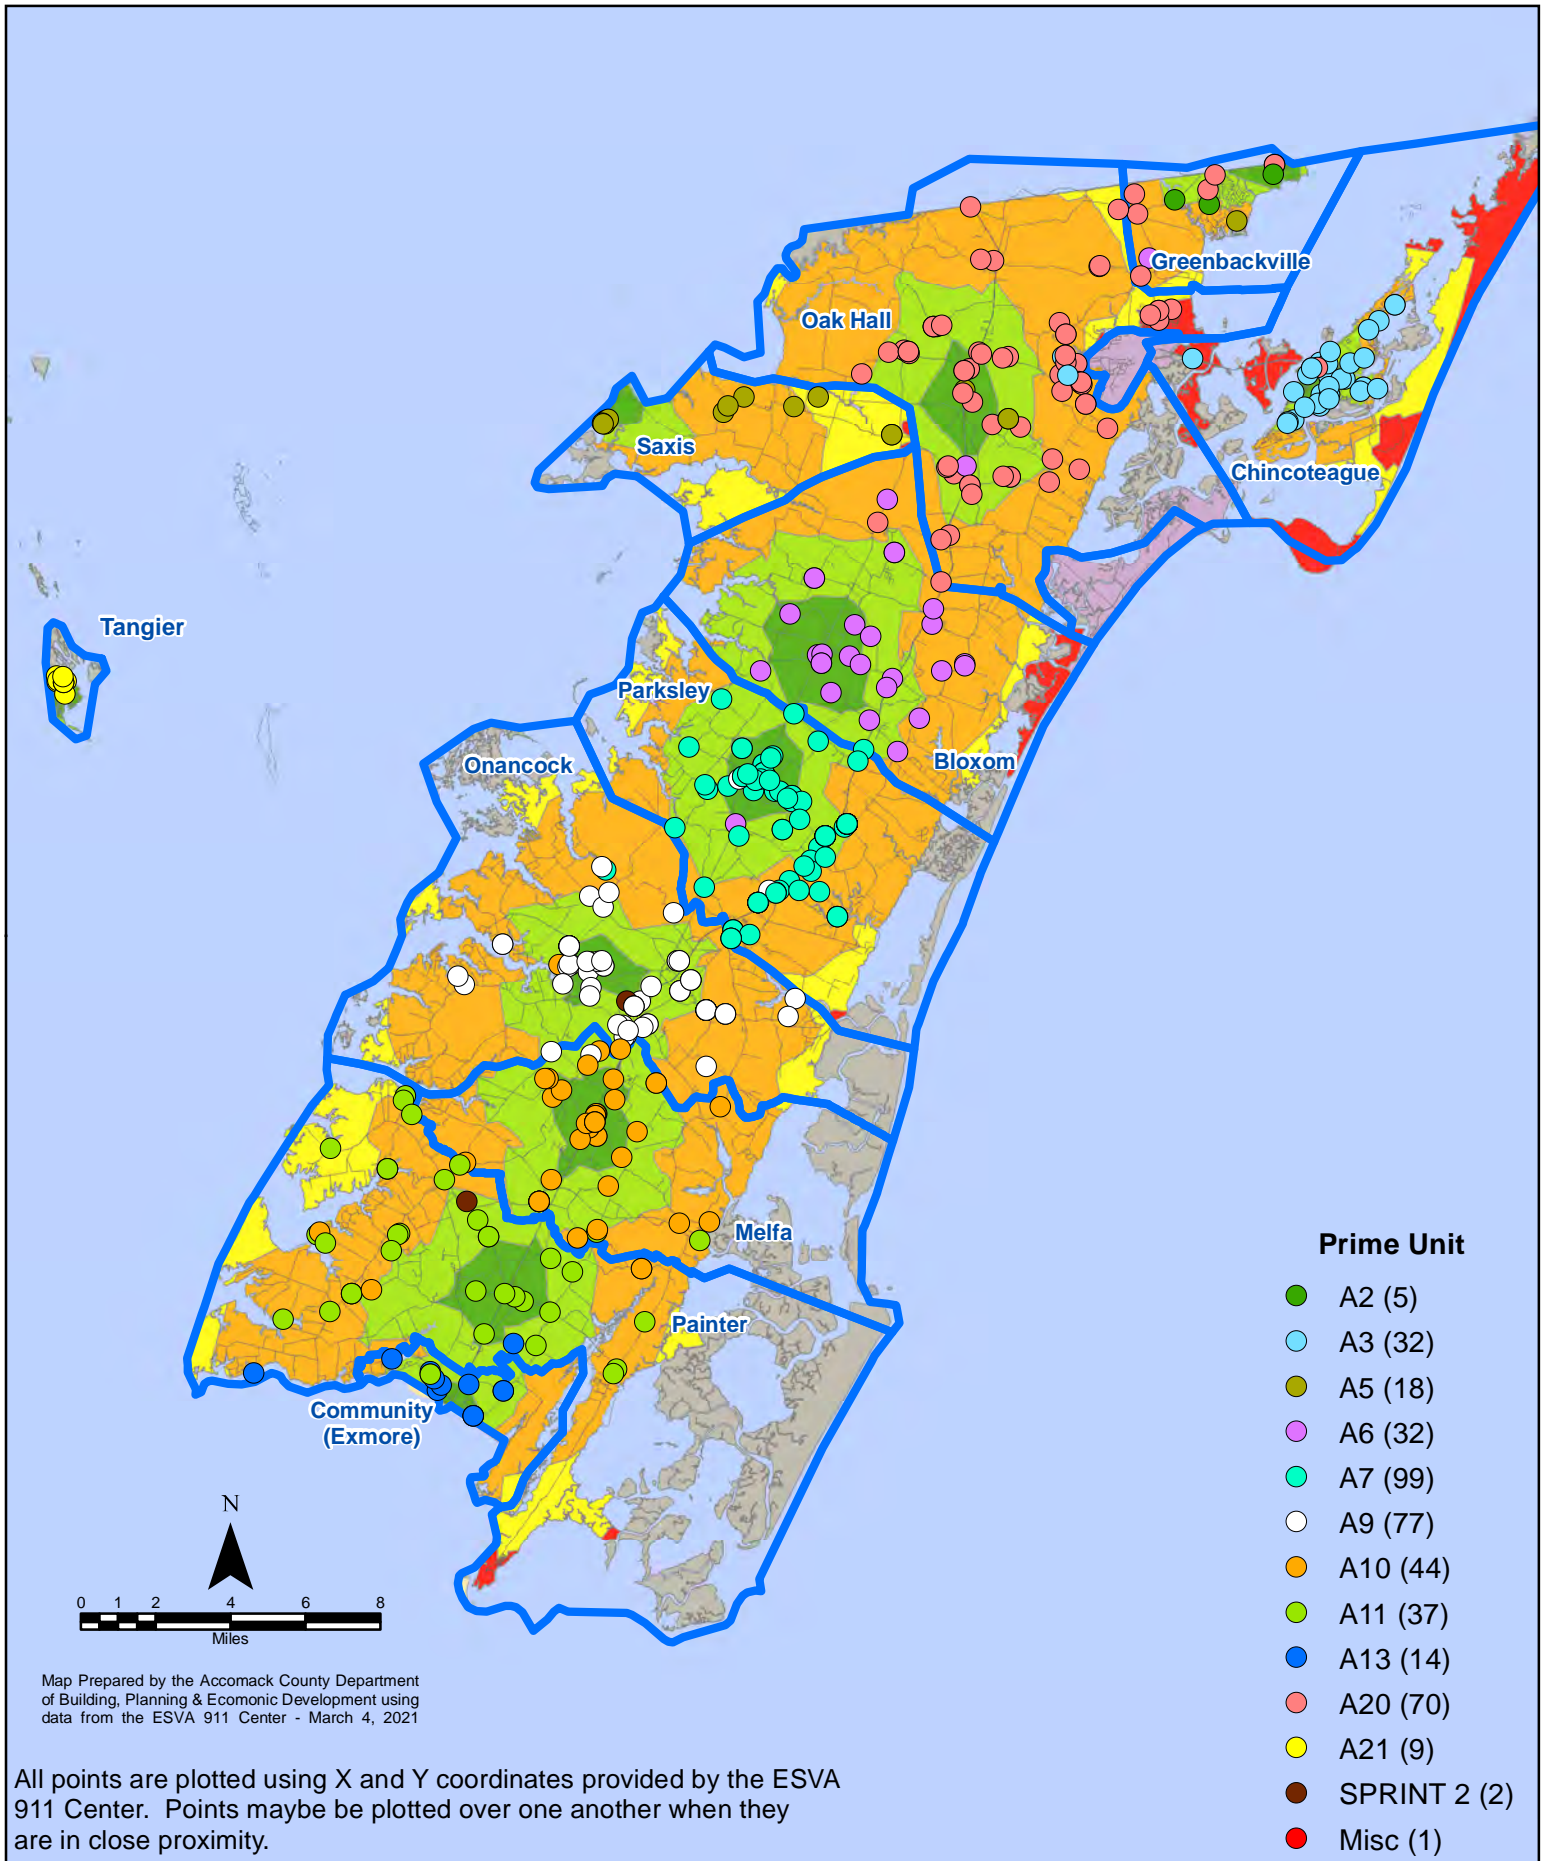 Greenbackville
Oak Hall
Saxis
Chincoteague
Tangier
Parksley
Bloxom
Onancock
Melfa
Painter
Community
(Exmore)
Prime Unit
A2 (5)
A3 (32)
A5 (18)
A6 (32)
A7 (99)
A9 (77)
A10 (44)
A11 (37)
A13 (14)
A20 (70)
A21 (9)
SPRINT 2 (2)
Misc (1)
N
0 1 2 4 6 8
Miles
Map Prepared by the Accomack County Department
of Building, Planning & Ecomonic Development using
data from the ESVA 911 Center - March 4, 2021
All points are plotted using X and Y coordinates provided by the ESVA
911 Center. Points maybe be plotted over one another when they
are in close proximity.